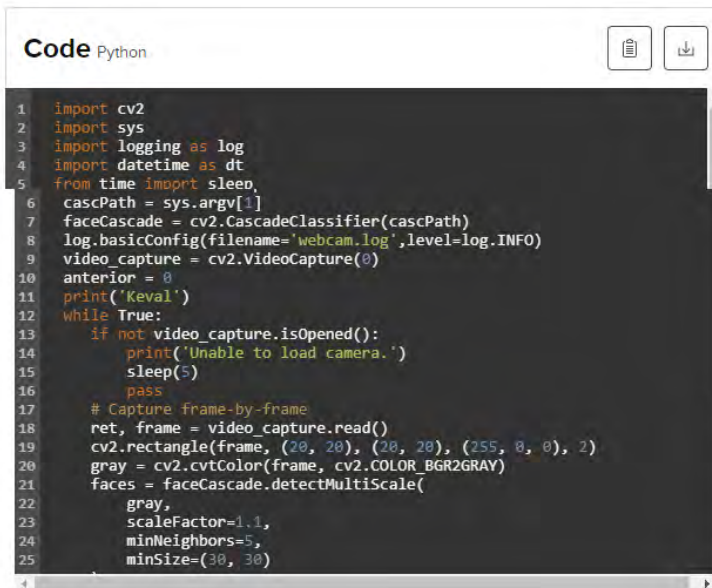 Code Python
1 import cv2
2 import sys
3 import logging as log
4 import datetime as dt
5 from time import sleep
6 cascPath = sys.argv[1]
7 faceCascade = cv2.CascadeClassifier(cascPath)
8 log.basicConfig(filename='webcam.log',level=log.INFO)
9 video_capture = cv2.VideoCapture(0)
10 anterior = 0
11 print('Keval')
12 while True:
13 if not video_capture.isOpened():
14 print('Unable to load camera.')
15 sleep(5)
16 pass
17 # Capture frame-by-frame
18 ret, frame = video_capture.read()
19 cv2.rectangle(frame, (20, 20), (20, 20), (255, 0, 0), 2)
20 gray = cv2.cvtColor(frame, cv2.COLOR_BGR2GRAY)
21 faces = faceCascade.detectMultiScale(
22 gray,
23 scaleFactor=1.1,
24 minNeighbors=5,
25 minSize=(30, 30)